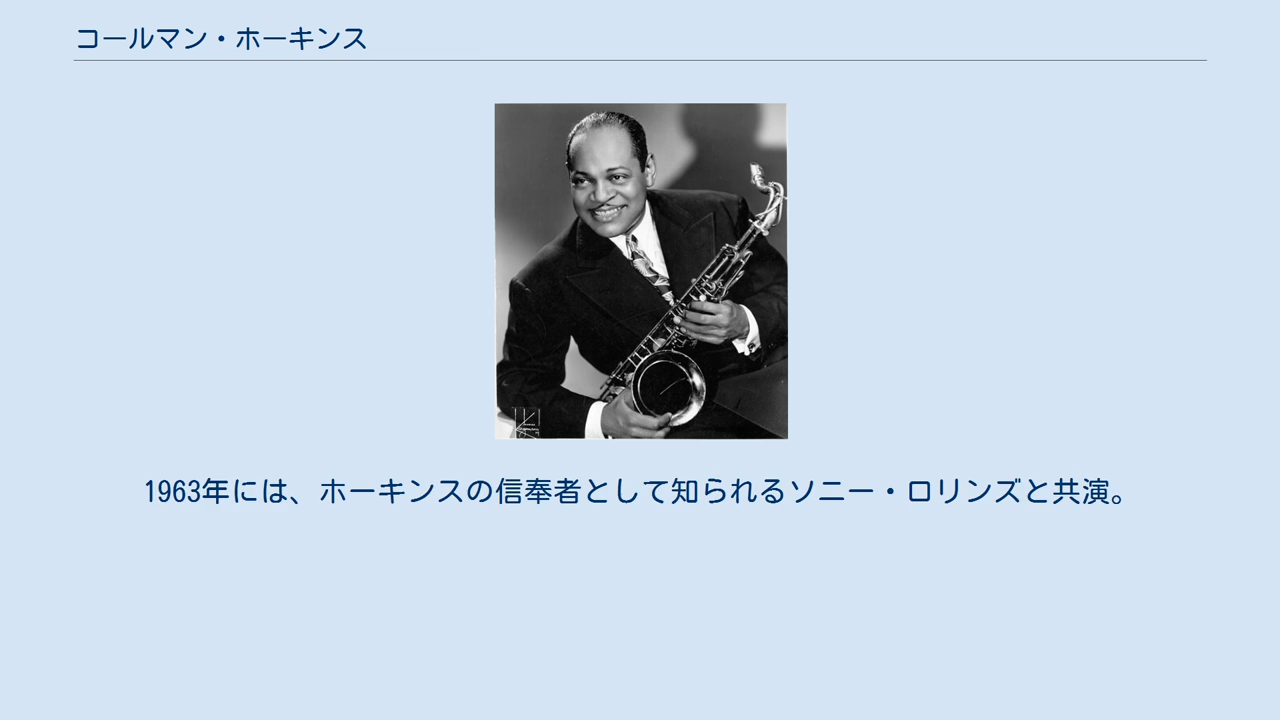 コールマン・ホーキンス
1963年には、ホーキンスの信奉者として知られるソニー・ロリンズと共演。